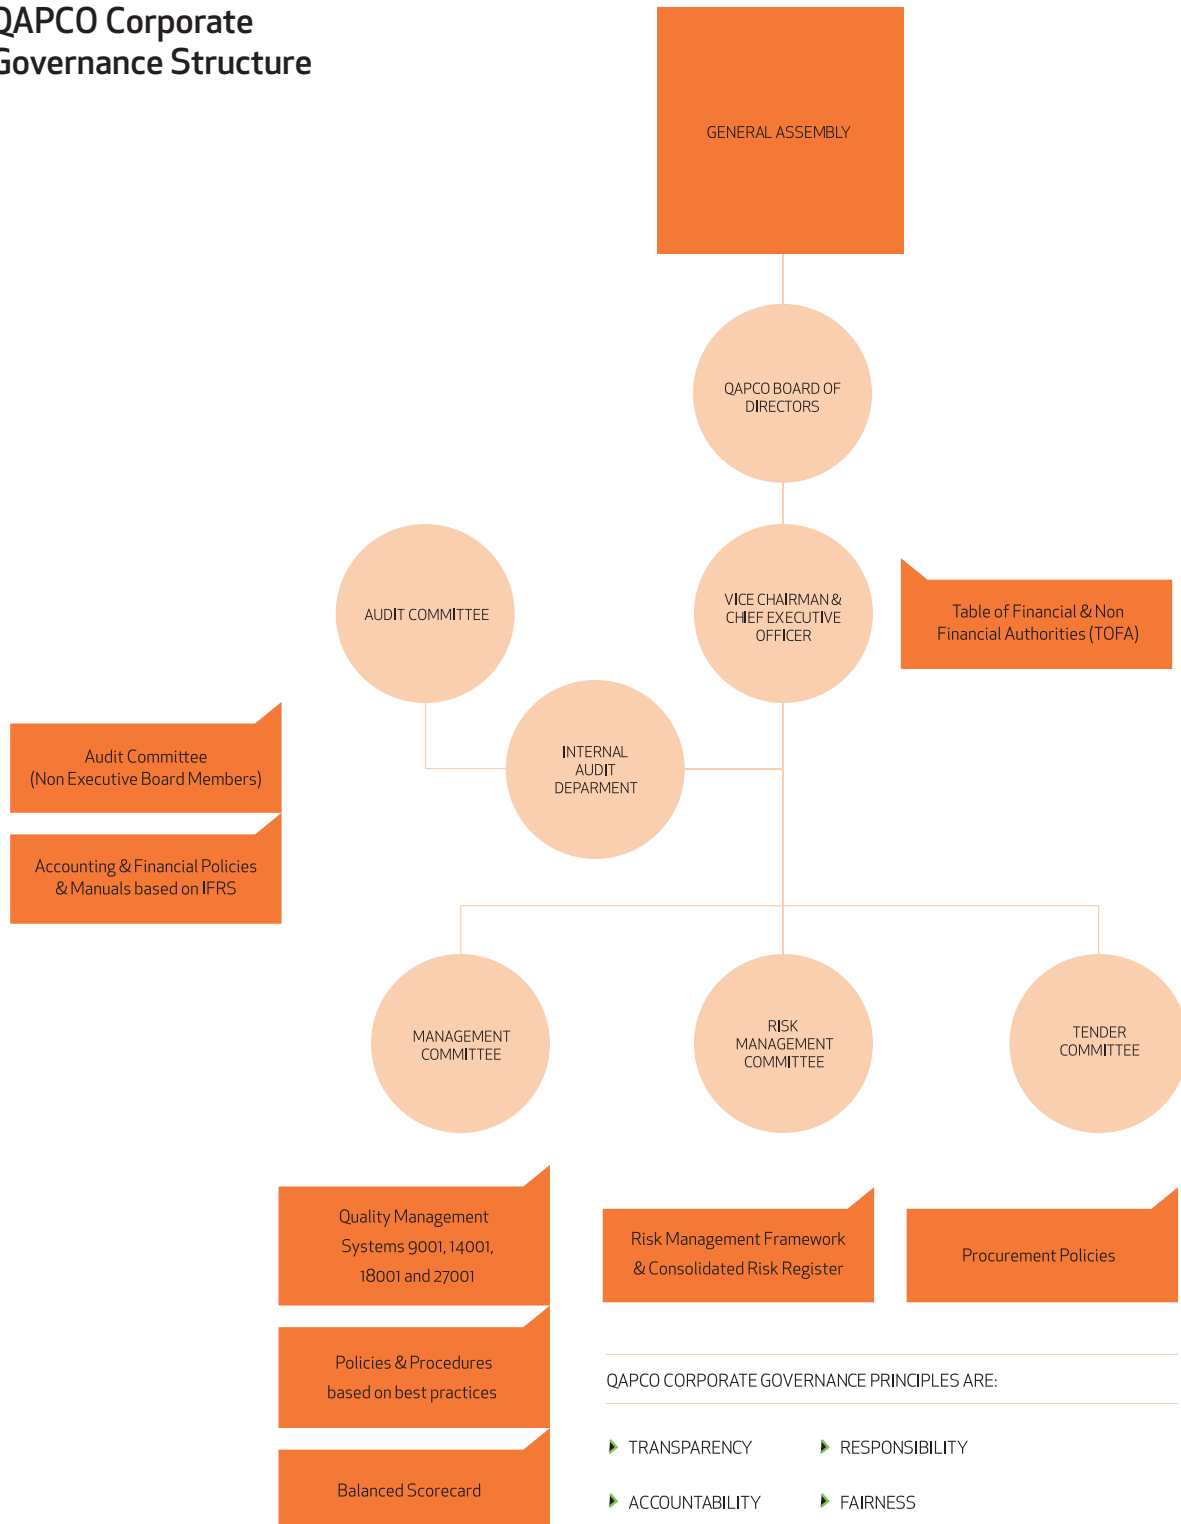 QAPCO Corporate
Governance Structure
GENERAL ASSEMBLY
QAPCO BOARD OF
DIRECTORS
AUDIT COMMITTEE
VICE CHAIRMAN &
CHIEF EXECUTIVE
OFFICER
Table of Financial & Non
Financial Authorities (TOFA)
INTERNAL
AUDIT
DEPARMENT
Audit Committee
(Non Executive Board Members)
Accounting & Financial Policies
& Manuals based on IFRS
MANAGEMENT
COMMITTEE
RISK
MANAGEMENT
COMMITTEE
TENDER
COMMITTEE
Quality Management
Systems 9001, 14001,
18001 and 27001
Risk Management Framework
& Consolidated Risk Register
Procurement Policies
Policies & Procedures
based on best practices
Balanced Scorecard
QAPCO CORPORATE GOVERNANCE PRINCIPLES ARE:
TRANSPARENCY
RESPONSIBILITY
ACCOUNTABILITY
FAIRNESS